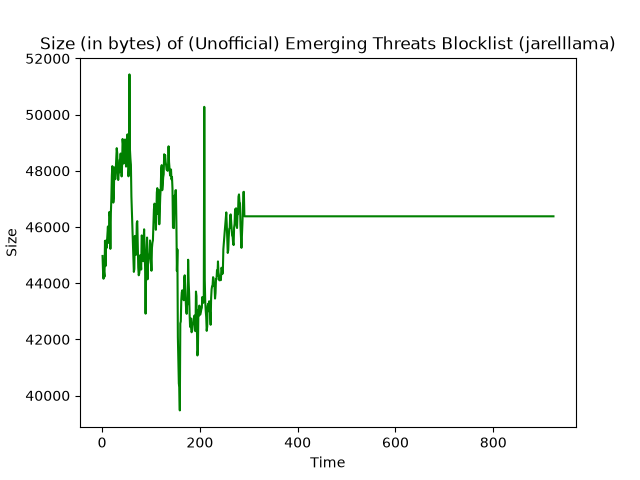 Size (in bytes) of (Unofficial) Emerging Threats Blocklist (jarelllama)
52000
50000
48000
46000
44000
42000
40000
Size
0 200 400 600 800
Time